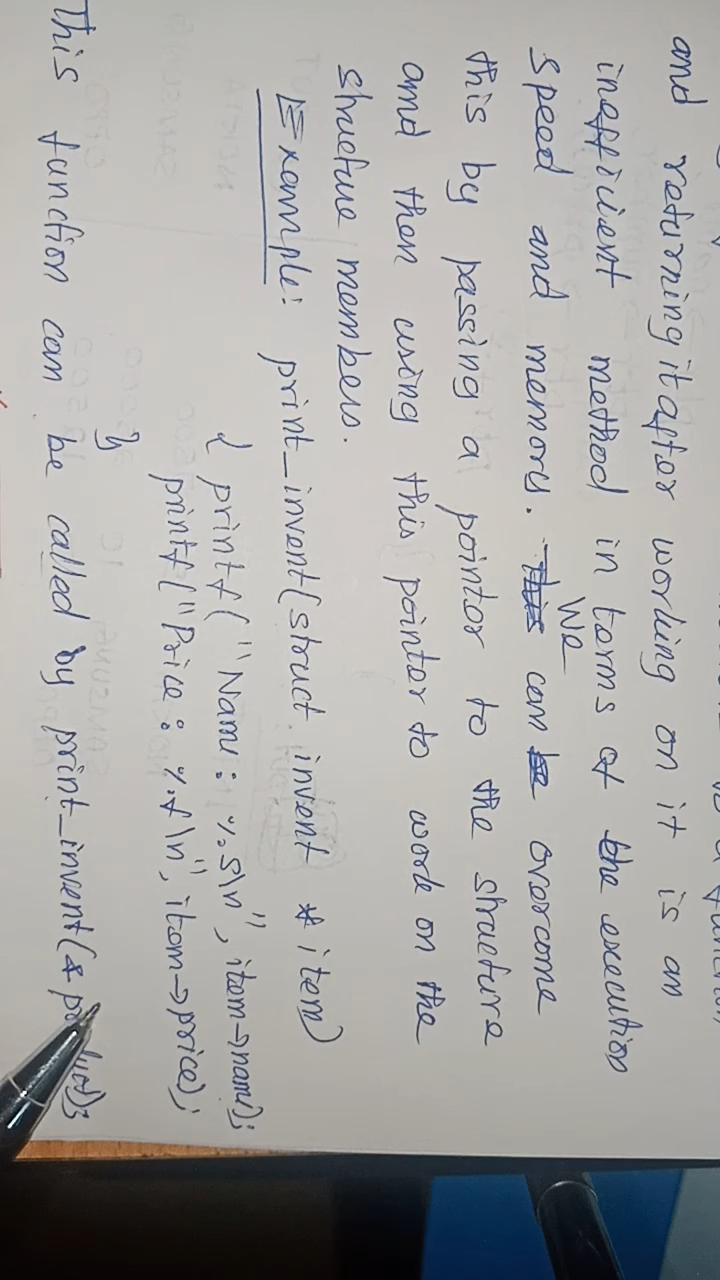 and returning it after working on it is an
inefficient method in terms of the execution
speed and memory. We can overcome
this by passing a pointer to the structure
and then using this pointer to work on the
structure members.
Example: print_invent(struct invent *item)
{ printf("Name: %s\n", item->name);
printf("Price: %f\n", item->price);
}
This function can be called by print_invent(&